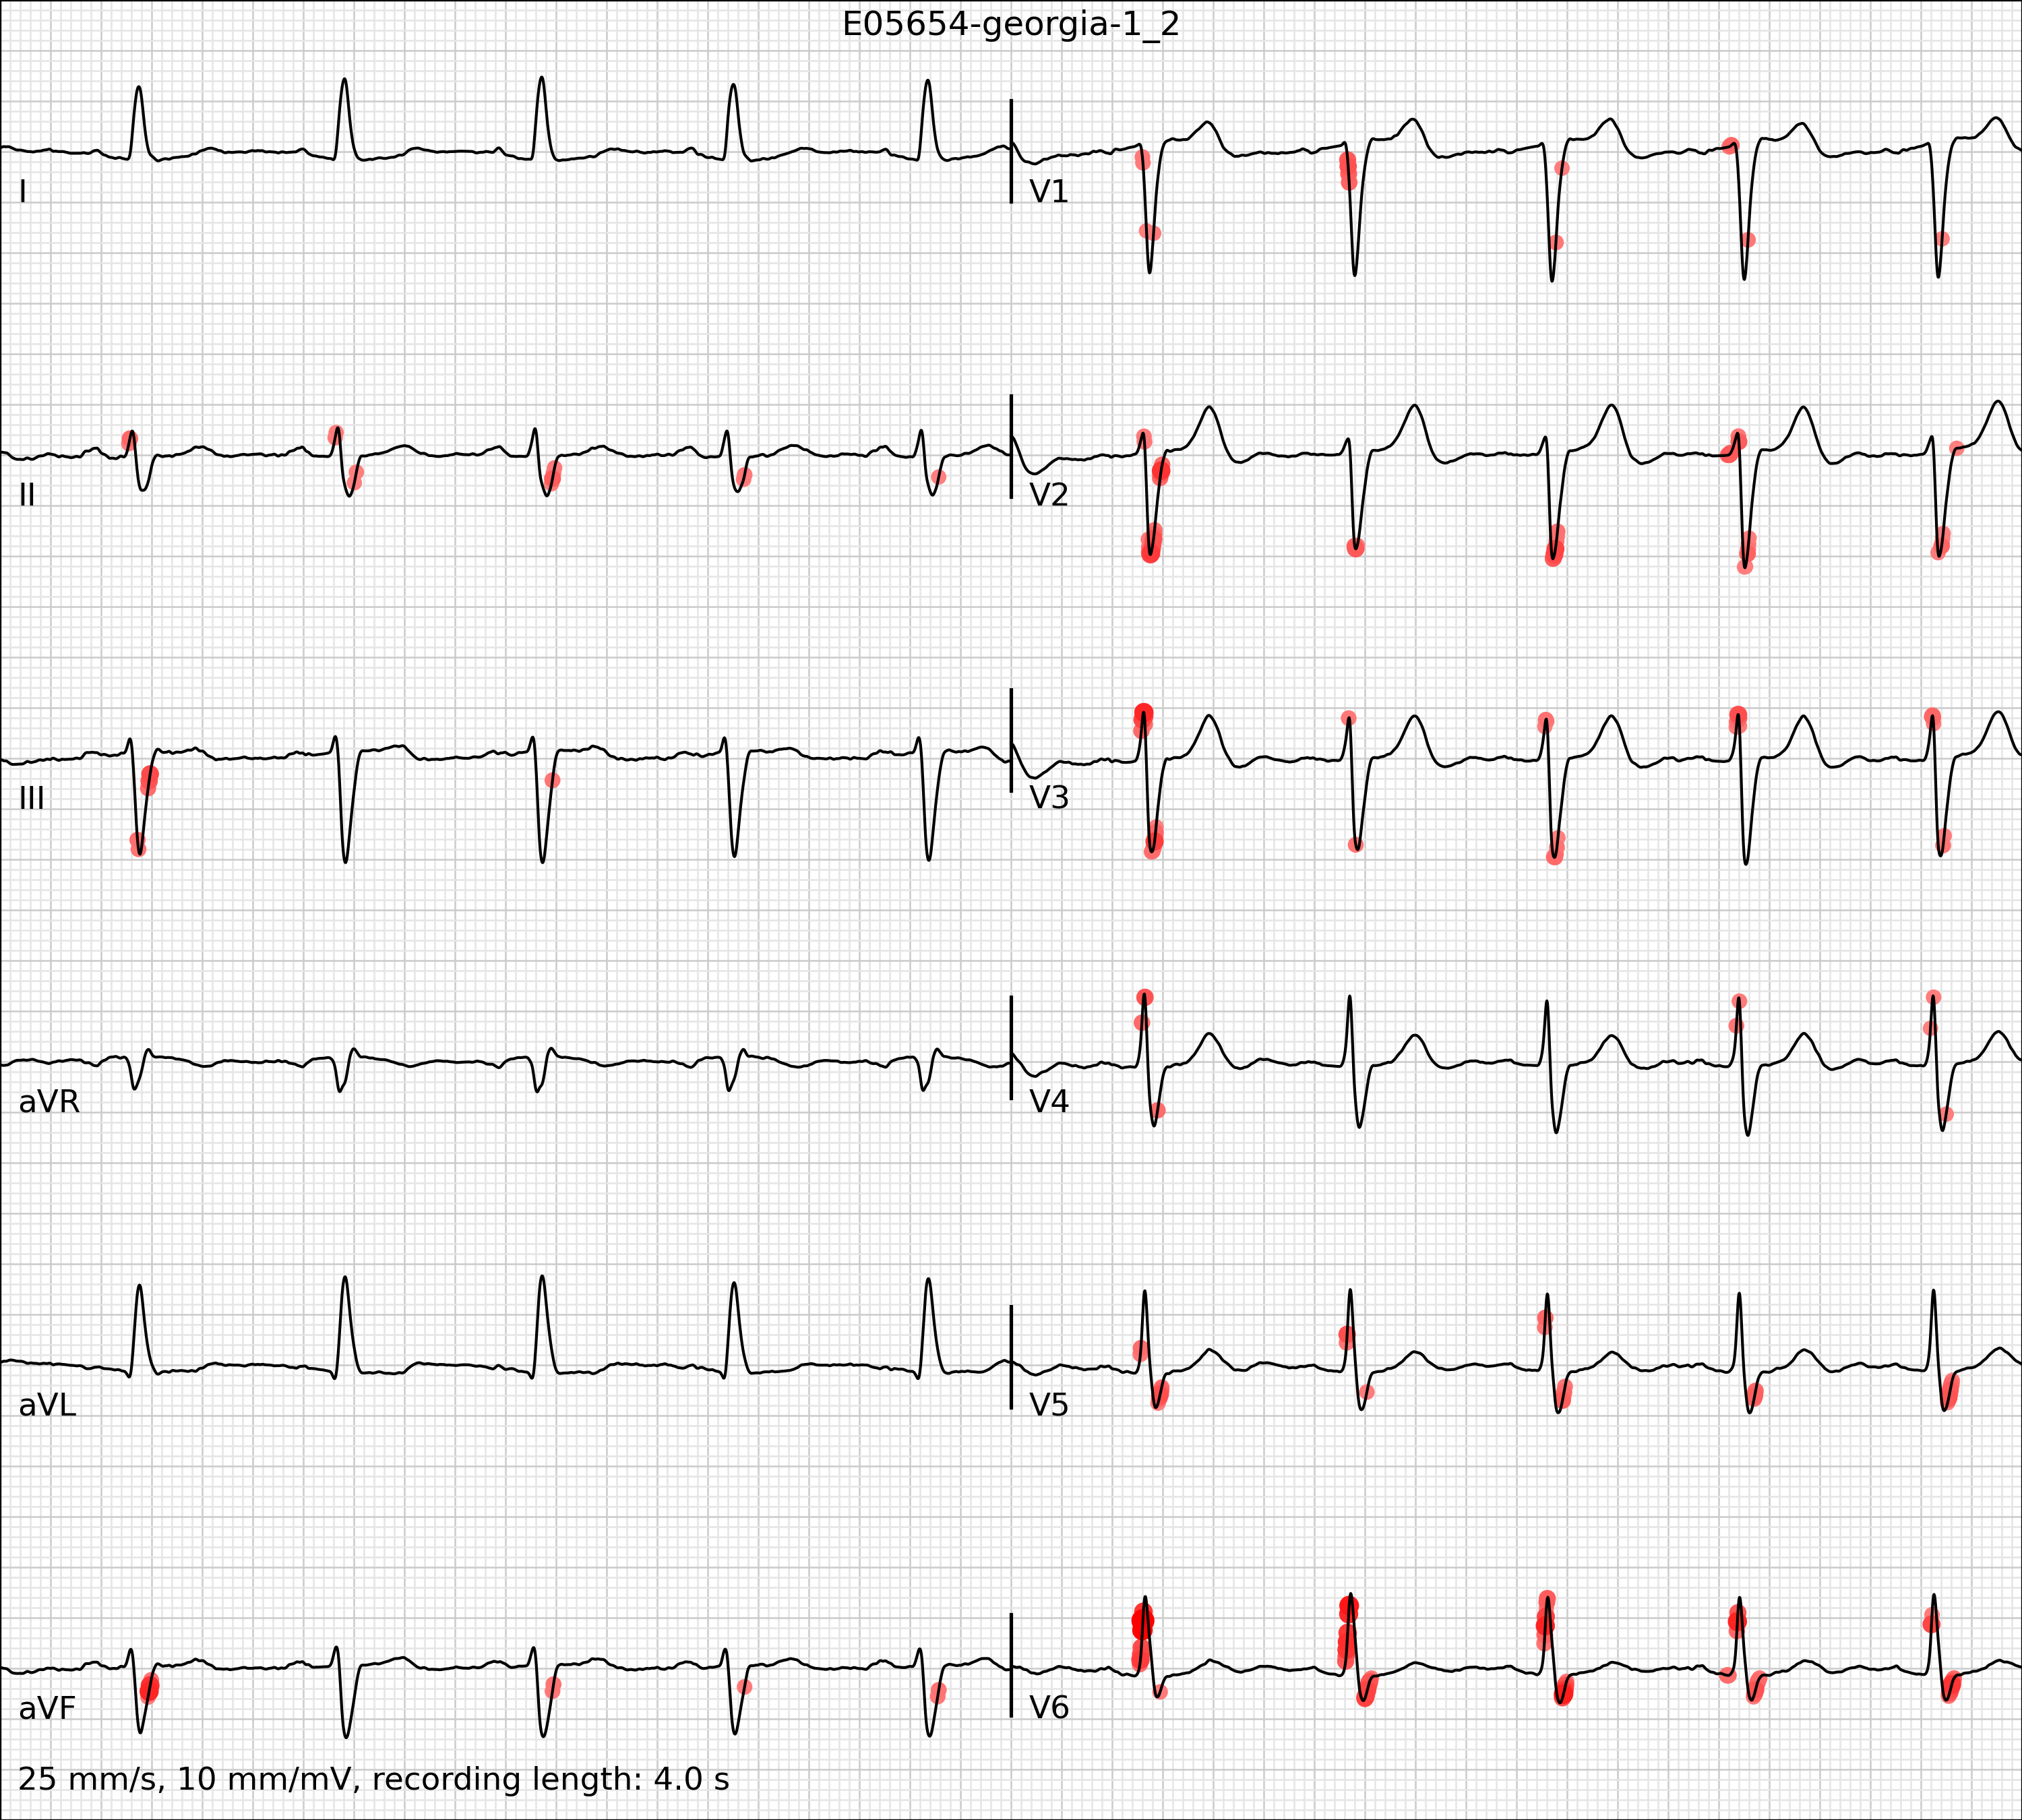 E05654-georgia-1_2
I
V1
II
V2
III
V3
aVR
V4
aVL
V5
aVF
V6
25 mm/s, 10 mm/mV, recording length: 4.0 s